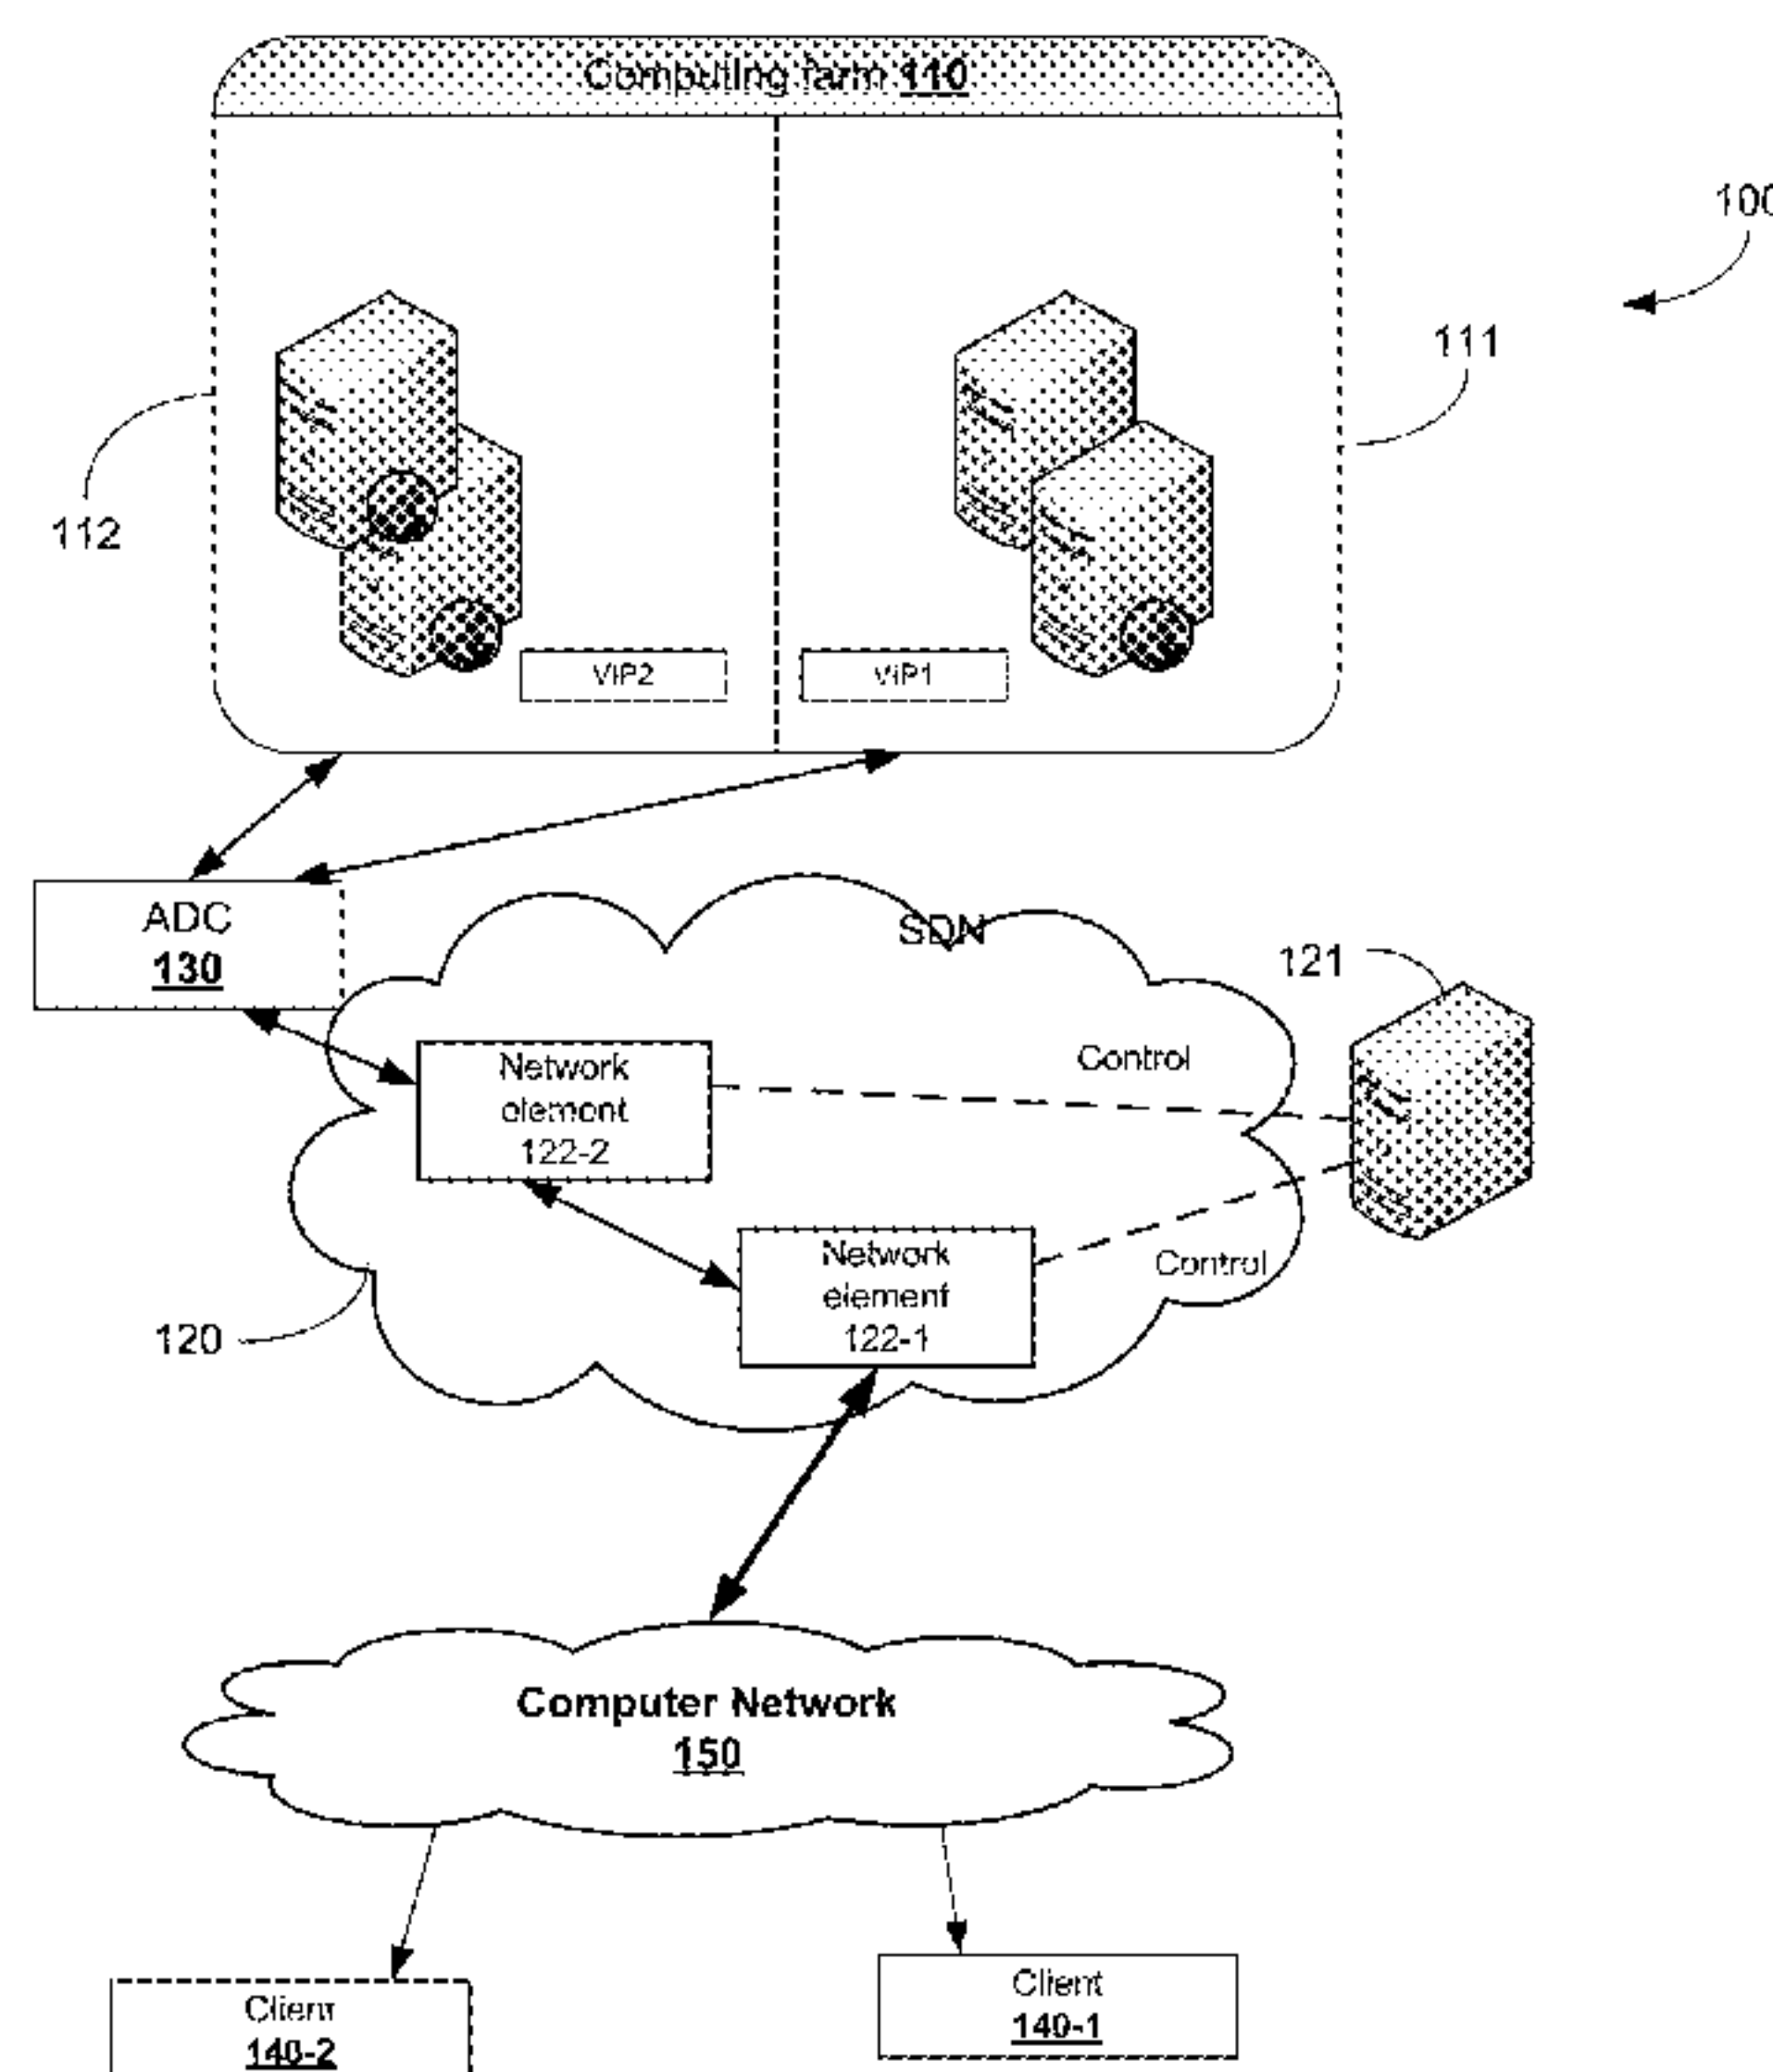 Computing farm 110
100
111
112
VIP2
VIP1
ADC
130
SDN
121
Control
Network
element
122-2
Network
element
122-1
Control
120
Computer Network
150
Client
140-1
Client
140-2